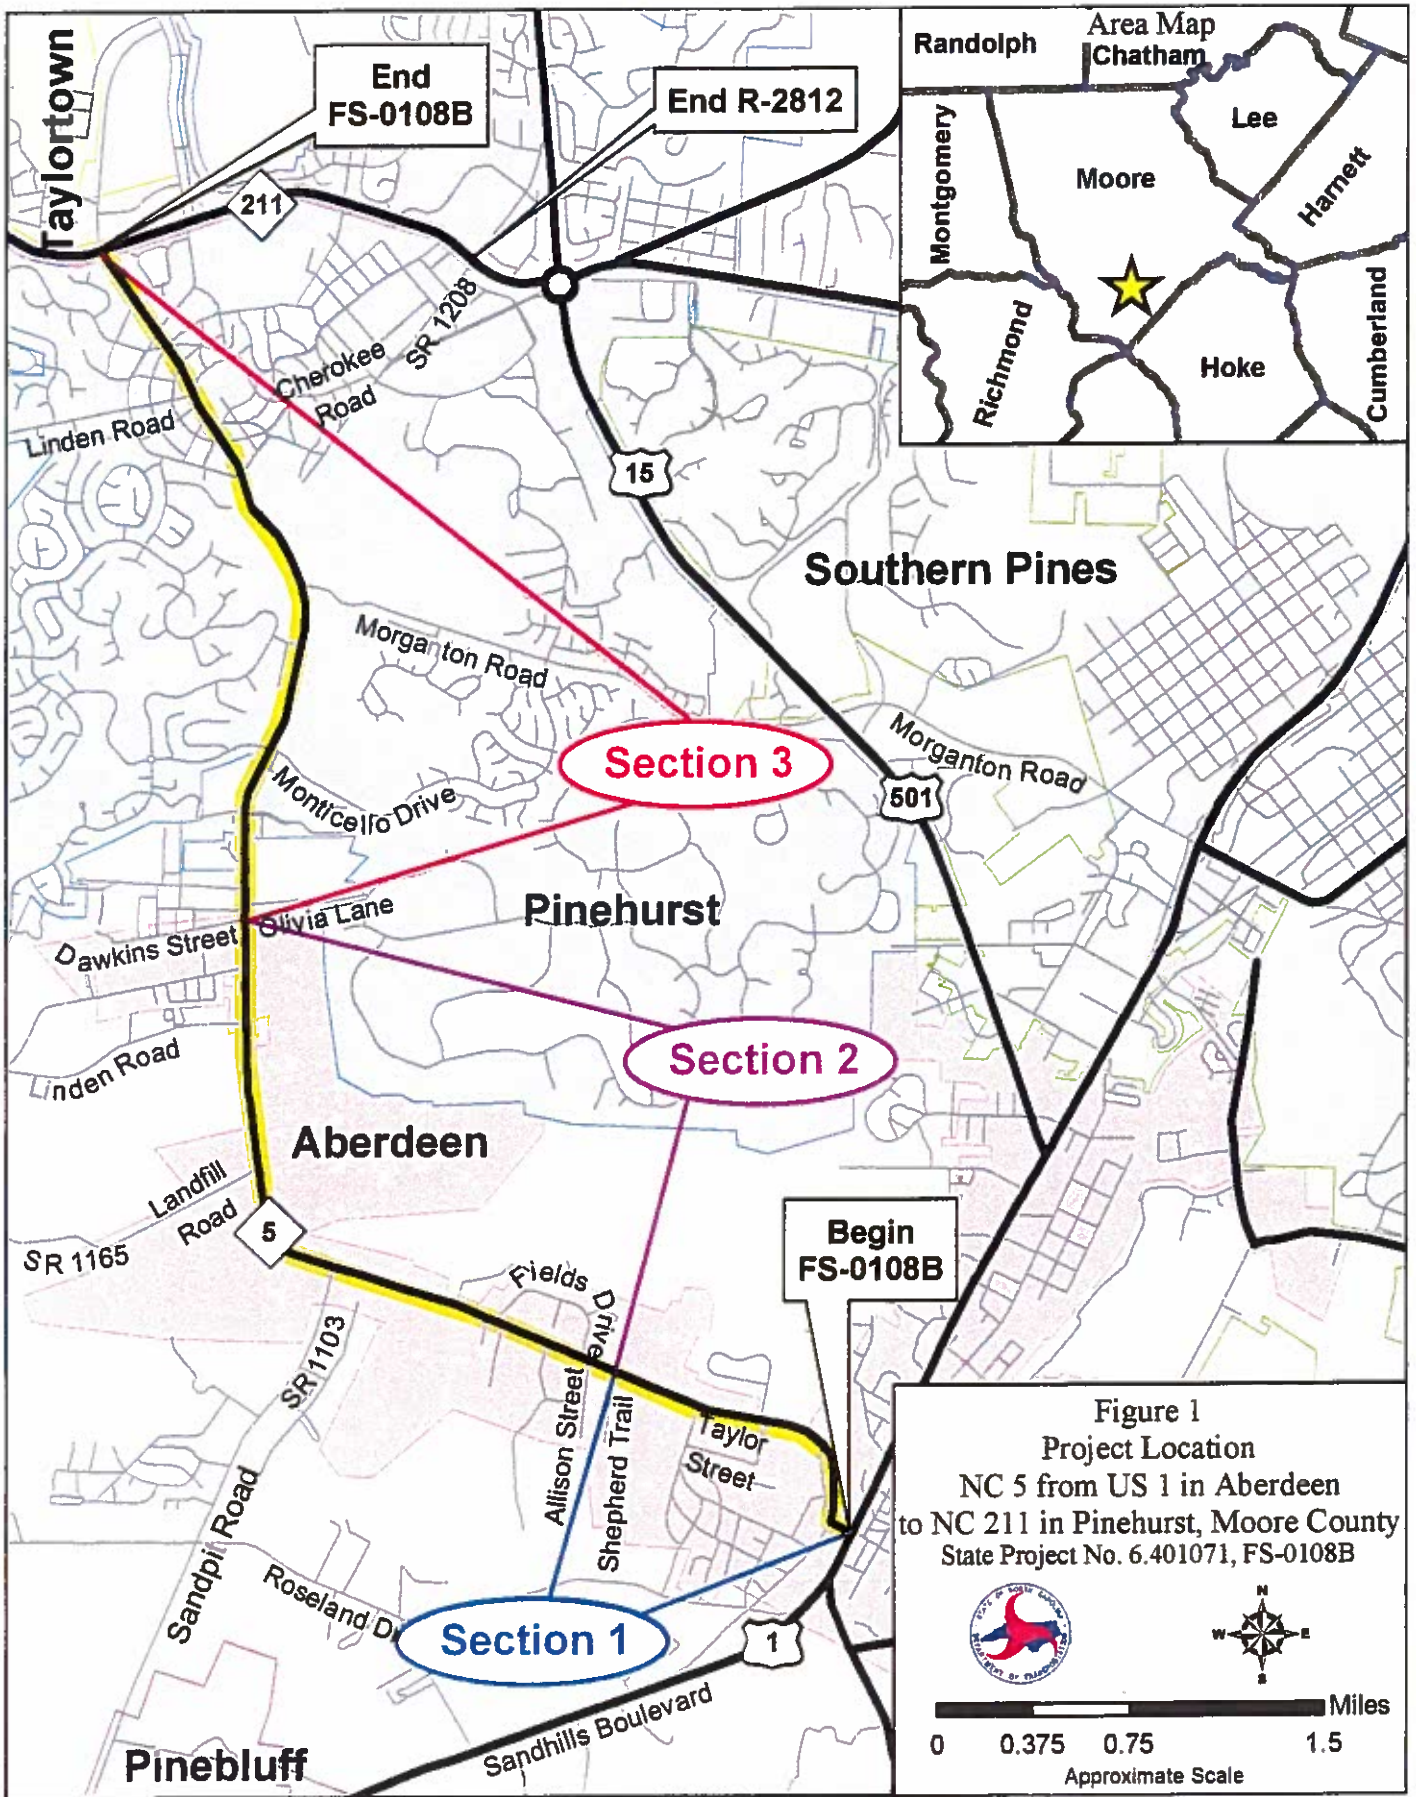 Taylortown
End
FS-0108B
End R-2812
211
Area Map
Randolph
Chatham
Lee
Montgomery
Moore
Harnett
Richmond
Hoke
Cumberland
SR 1208
Cherokee
Road
Linden Road
15
Southern Pines
Morganton Road
Section 3
Morganton Road
501
Monticello Drive
Pinehurst
Olivia Lane
Dawkins Street
Section 2
Linden Road
Aberdeen
Landfill
Road
5
SR 1165
Begin
FS-0108B
Fields Drive
SR 1103
Allison Street
Shepherd Trail
Taylor
Street
Sandpit Road
Roseland
Section 1
1
Sandhills Boulevard
Pinebluff
Figure 1
Project Location
NC 5 from US 1 in Aberdeen
to NC 211 in Pinehurst, Moore County
State Project No. 6.401071, FS-0108B
N
W E
S
Miles
0 0.375 0.75 1.5
Approximate Scale